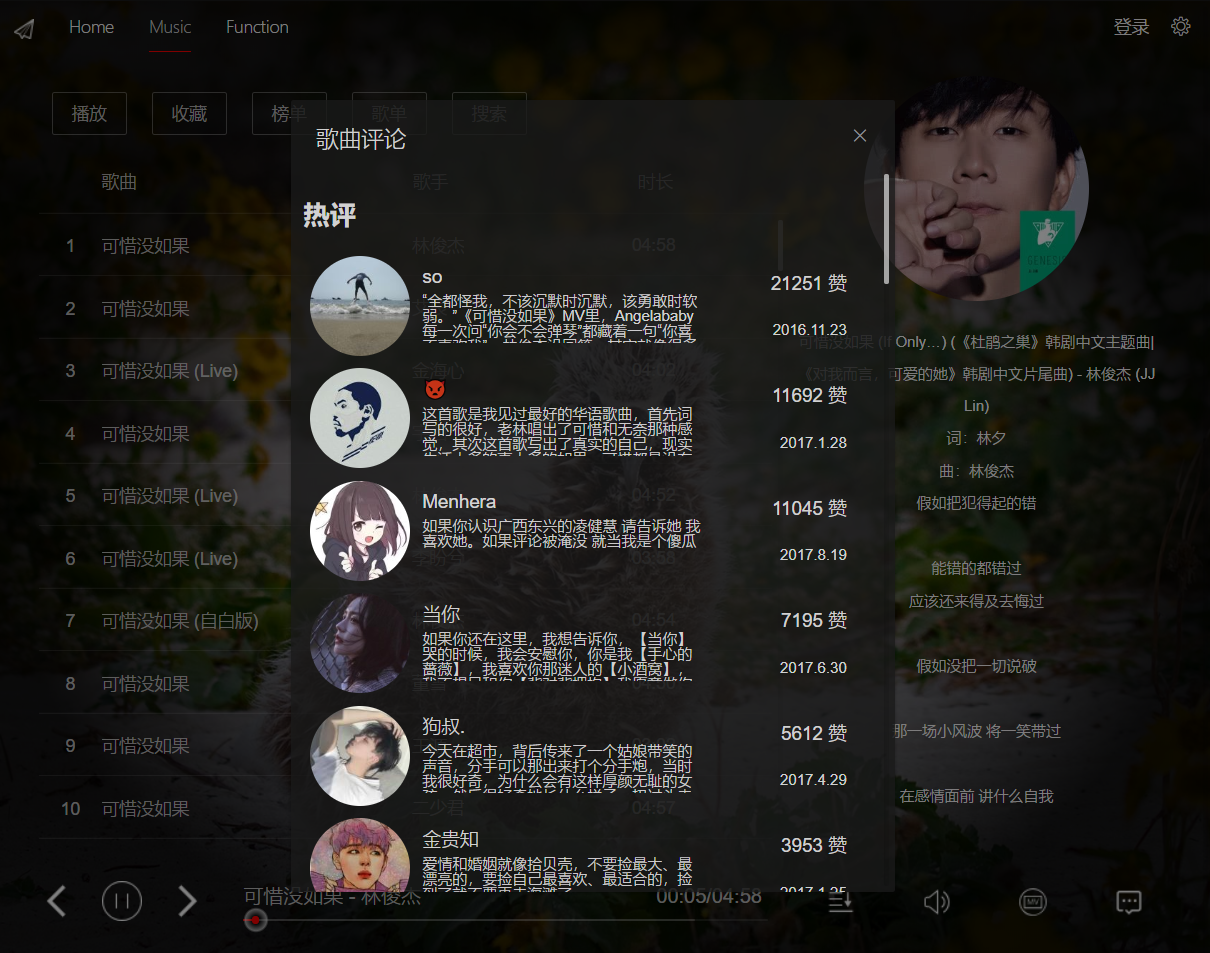 Home Music Function 登录
播放 收藏 榜单 歌单 搜索
歌曲评论
歌曲 歌手 时长
热评
1 可惜没如果 林俊杰 04:58
2 可惜没如果
3 可惜没如果 (Live) 金海心 04:02
4 可惜没如果
5 可惜没如果 (Live) 04:52
6 可惜没如果 (Live)
7 可惜没如果 (自白版) 04:54
8 可惜没如果
9 可惜没如果
10 可惜没如果 二少君 04:57
so
21251 赞
“全都怪我，不该沉默时沉默，该勇敢时软
弱。”《可惜没如果》MV里，Angelababy
每一次问“你会不会弹琴”都藏着一句“你喜
2016.11.23
11692 赞
这首歌是我见过最好的华语歌曲，首先词
写的很好，老林唱出了可惜和无奈那种感
觉，其次这首歌写出了真实的自己，现实
2017.1.28
Menhera
11045 赞
如果你认识广西东兴的凌健慧 请告诉她 我
喜欢她。如果评论被淹没 就当我是个傻瓜
2017.8.19
当你
7195 赞
如果你还在这里，我想告诉你，【当你】
哭的时候，我会安慰你，你是我【手心的
蔷薇】，我喜欢你那迷人的【小酒窝】，
2017.6.30
狗叔.
5612 赞
今天在超市，背后传来了一个姑娘带笑的
声音，分手可以那出来打个分手炮，当时
我很好奇，为什么会有这样厚颜无耻的女
2017.4.29
金贵知
3953 赞
爱情和婚姻就像拾贝壳，不要捡最大、最
漂亮的，要捡自己最喜欢、最适合的，捡
2017.1.25
GENESUS
可惜没如果 (If Only…) (《杜鹃之巢》韩剧中文主题曲|
《对我而言，可爱的她》韩剧中文片尾曲) - 林俊杰 (JJ
Lin)
词：林夕
曲：林俊杰
假如把犯得起的错
能错的都错过
应该还来得及去悔过
假如没把一切说破
那一场小风波 将一笑带过
在感情面前 讲什么自我
可惜没如果 - 林俊杰 00:05/04:58
MV